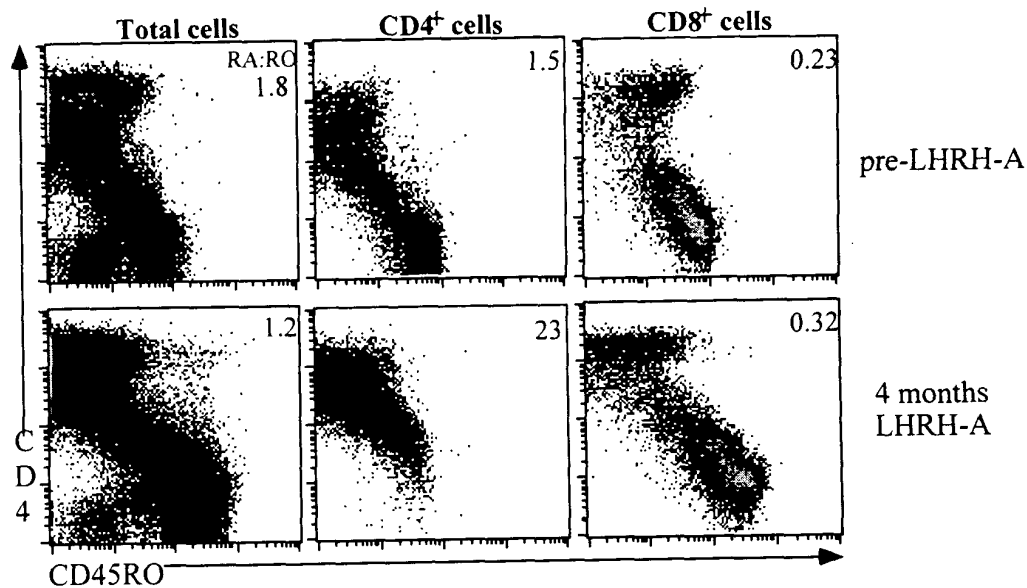 Total cells
CD4+ cells
CD8+ cells
RA:RO
1.8
1.5
0.23
pre-LHRH-A
1.2
23
0.32
4 months
LHRH-A
CD4
CD45RO